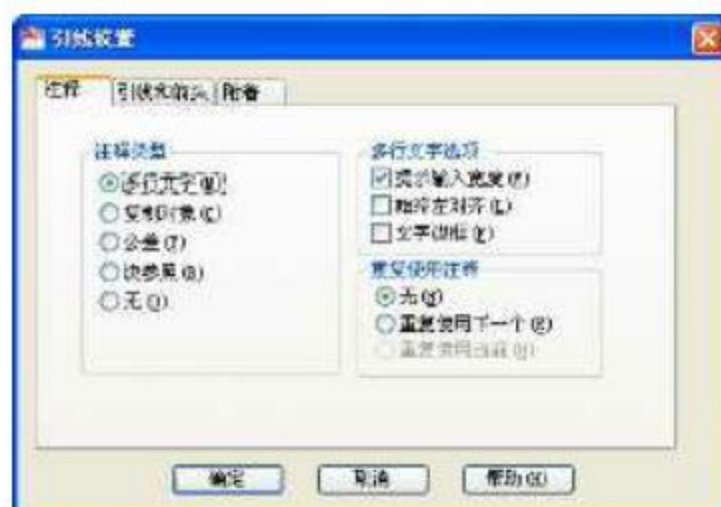 引线设置
注释 引线和箭头 附着
注释类型
多行文字(M)
复制对象(C)
公差(T)
块参照(B)
无(O)
多行文字选项
提示输入宽度(P)
始终左对齐(L)
文字边框(F)
重复使用注释
无(N)
重复使用下一个(E)
重复使用当前(U)
确定 取消 帮助(H)